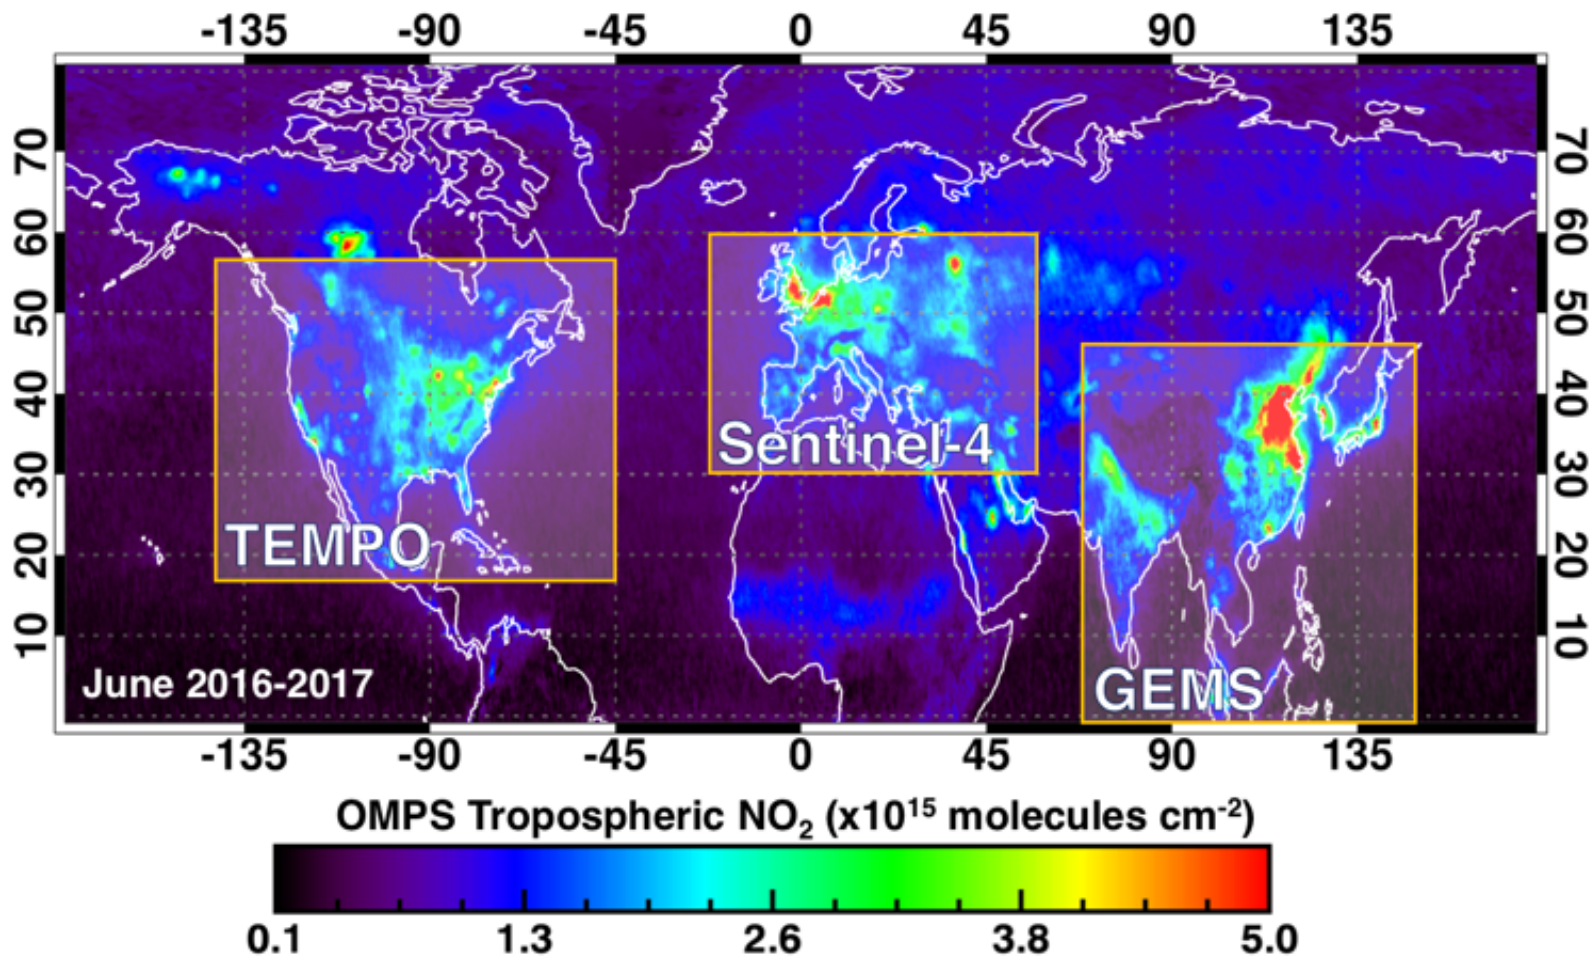 -135 -90 -45 0 45 90 135
70 70
60 60
50 50
40 40
Sentinel-4
30 30
TEMPO
20 20
10 10
June 2016-2017
GEMS
-135 -90 -45 0 45 90 135
OMPS Tropospheric NO₂ (x10¹⁵ molecules cm⁻²)
0.1 1.3 2.6 3.8 5.0